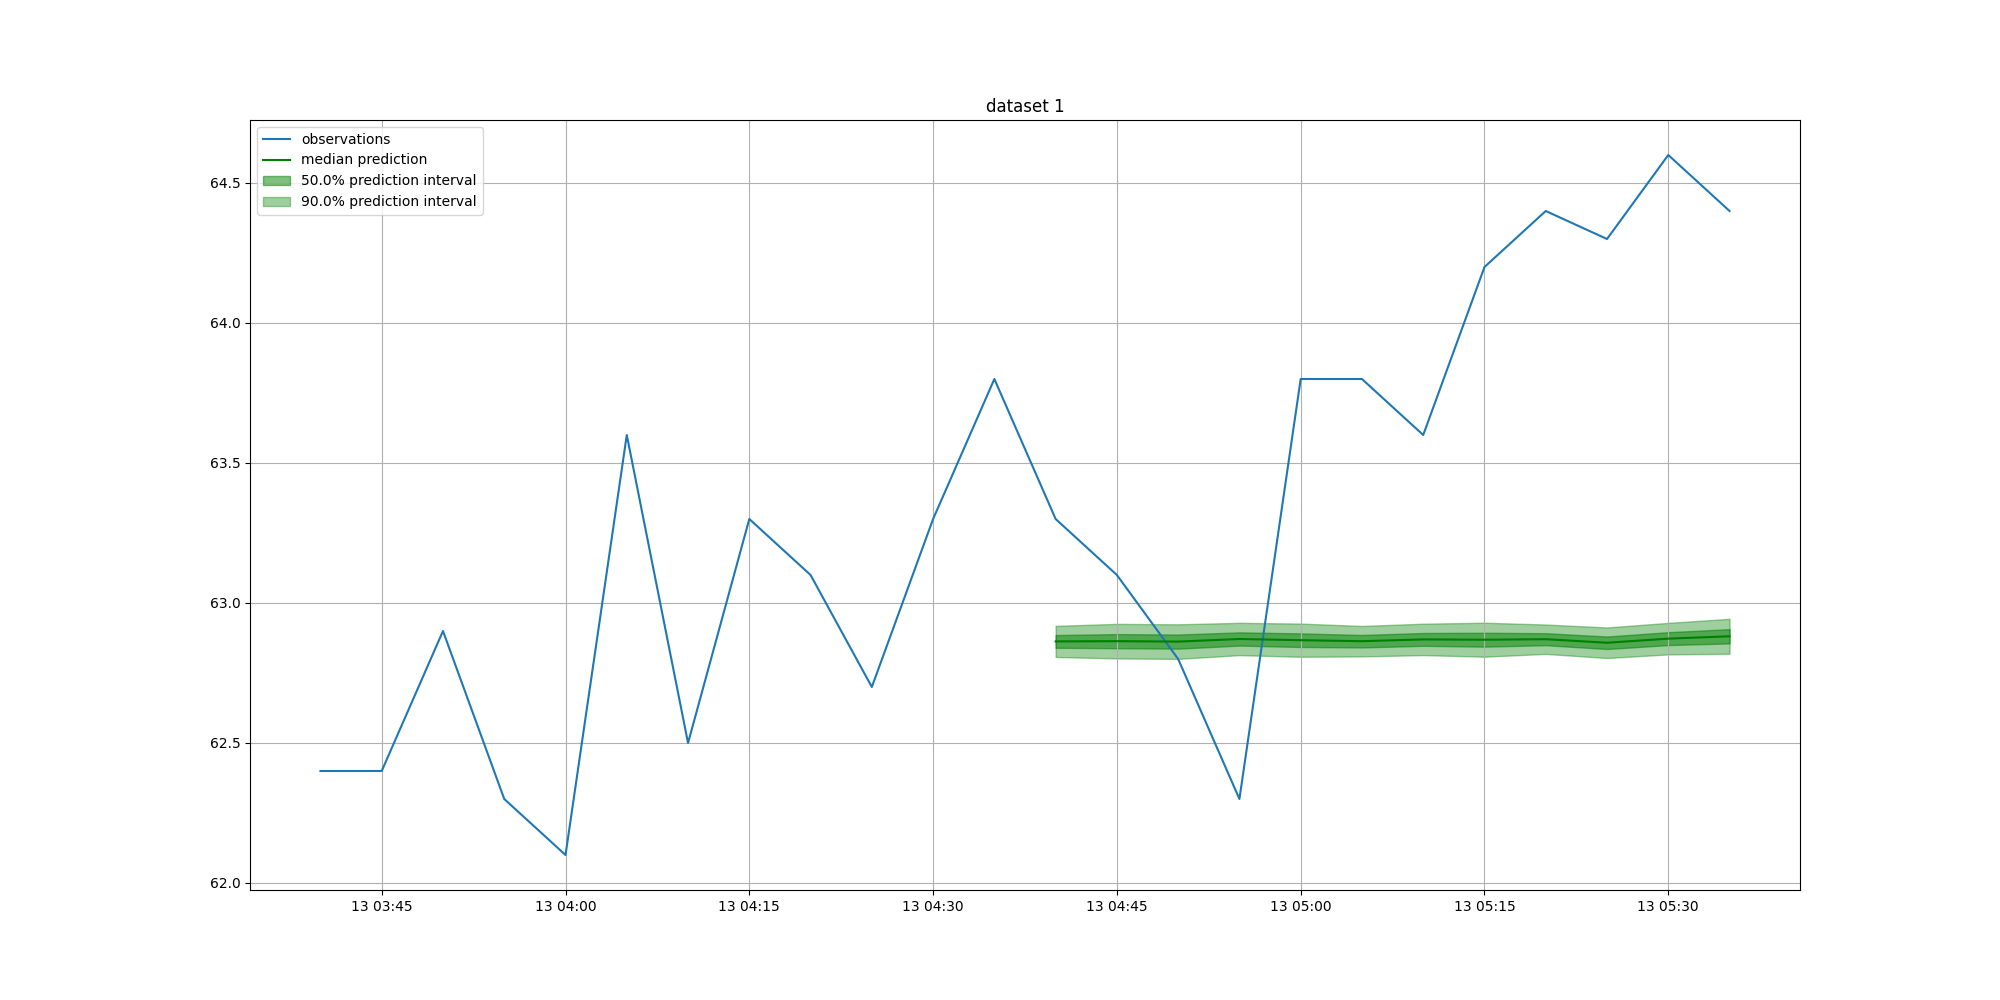 dataset 1
observations
median prediction
50.0% prediction interval
90.0% prediction interval
64.5
64.0
63.5
63.0
62.5
62.0
13 03:45
13 04:00
13 04:15
13 04:30
13 04:45
13 05:00
13 05:15
13 05:30